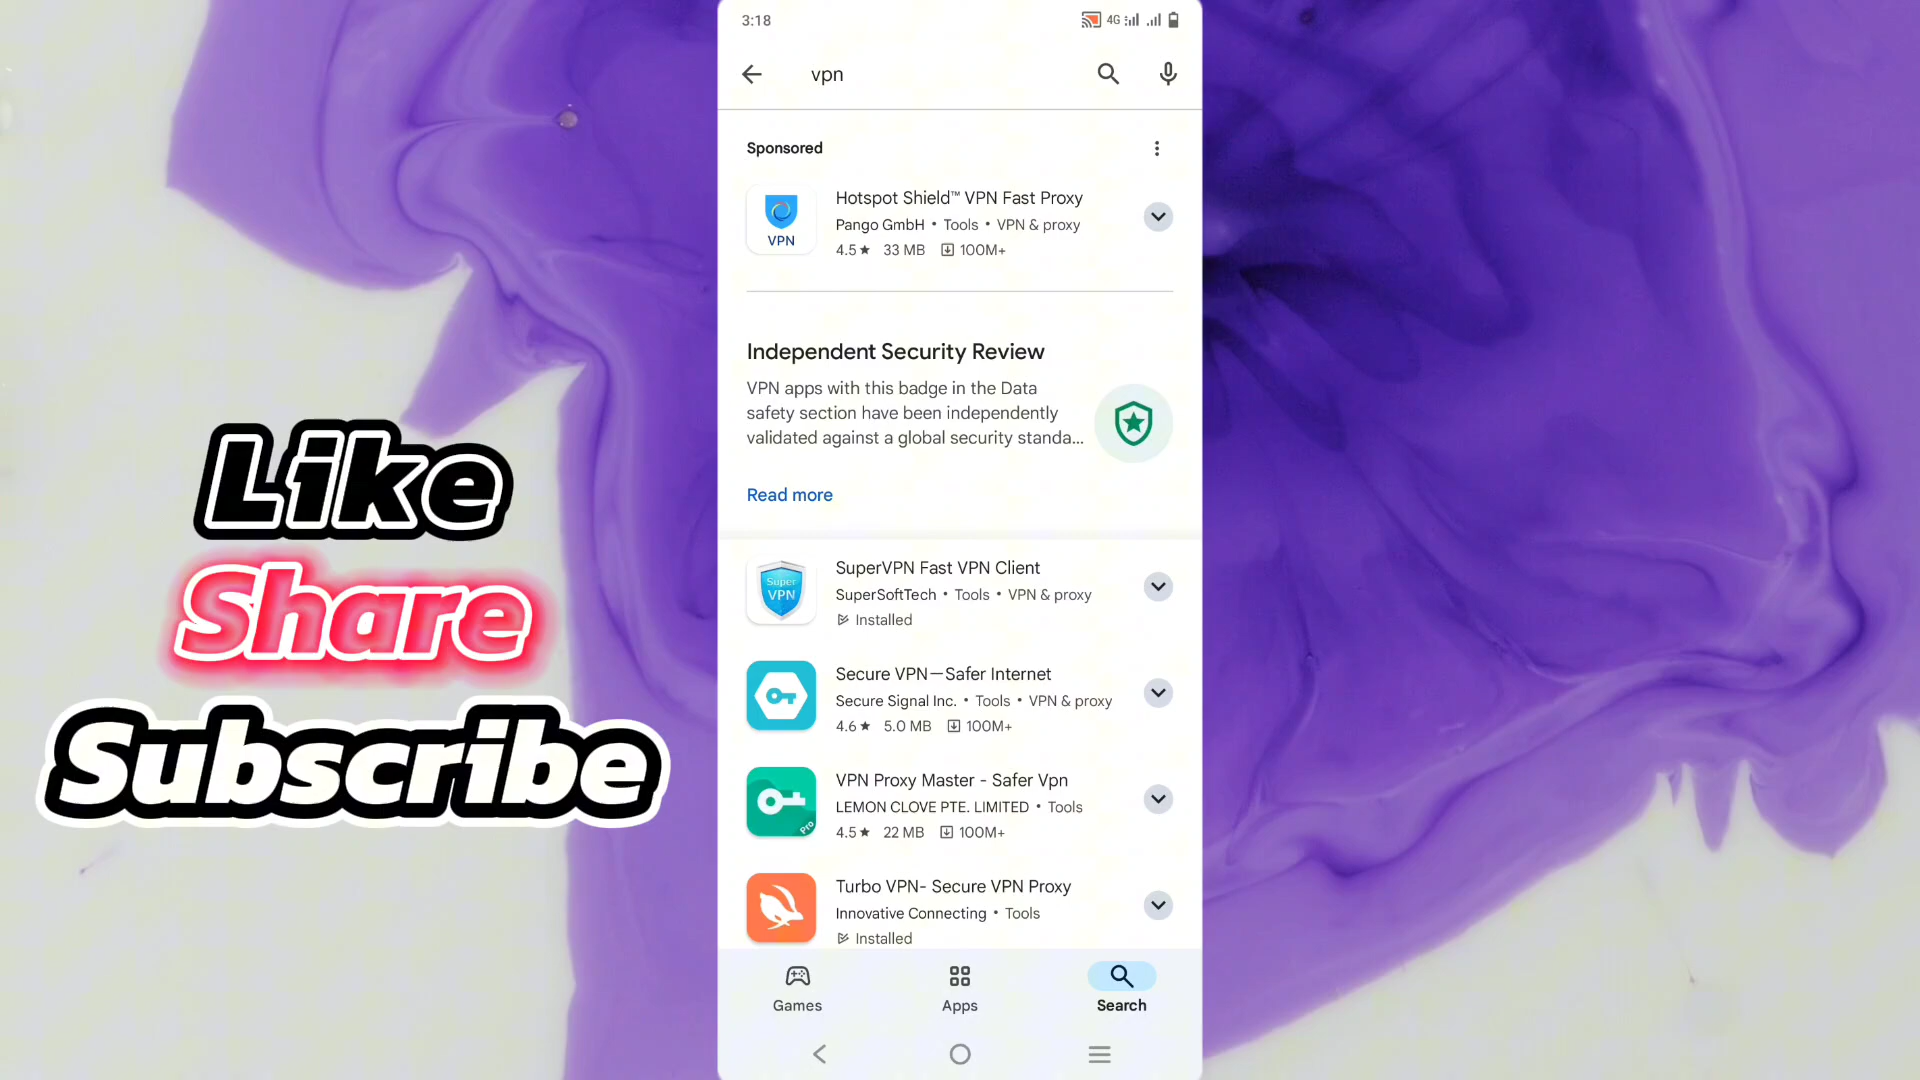 3:18
4G
vpn
Sponsored
Hotspot Shield™ VPN Fast Proxy
Pango GmbH • Tools • VPN & proxy
4.5★ 33 MB 100M+
VPN
Independent Security Review
VPN apps with this badge in the Data
safety section have been independently
validated against a global security standa...
Read more
SuperVPN Fast VPN Client
SuperSoftTech • Tools • VPN & proxy
Installed
Super
VPN
Secure VPN—Safer Internet
Secure Signal Inc. • Tools • VPN & proxy
4.6★ 5.0 MB 100M+
VPN Proxy Master - Safer Vpn
LEMON CLOVE PTE. LIMITED • Tools
4.5★ 22 MB 100M+
Pro
Turbo VPN- Secure VPN Proxy
Innovative Connecting • Tools
Installed
Games
Apps
Search
Like
Share
Subscribe